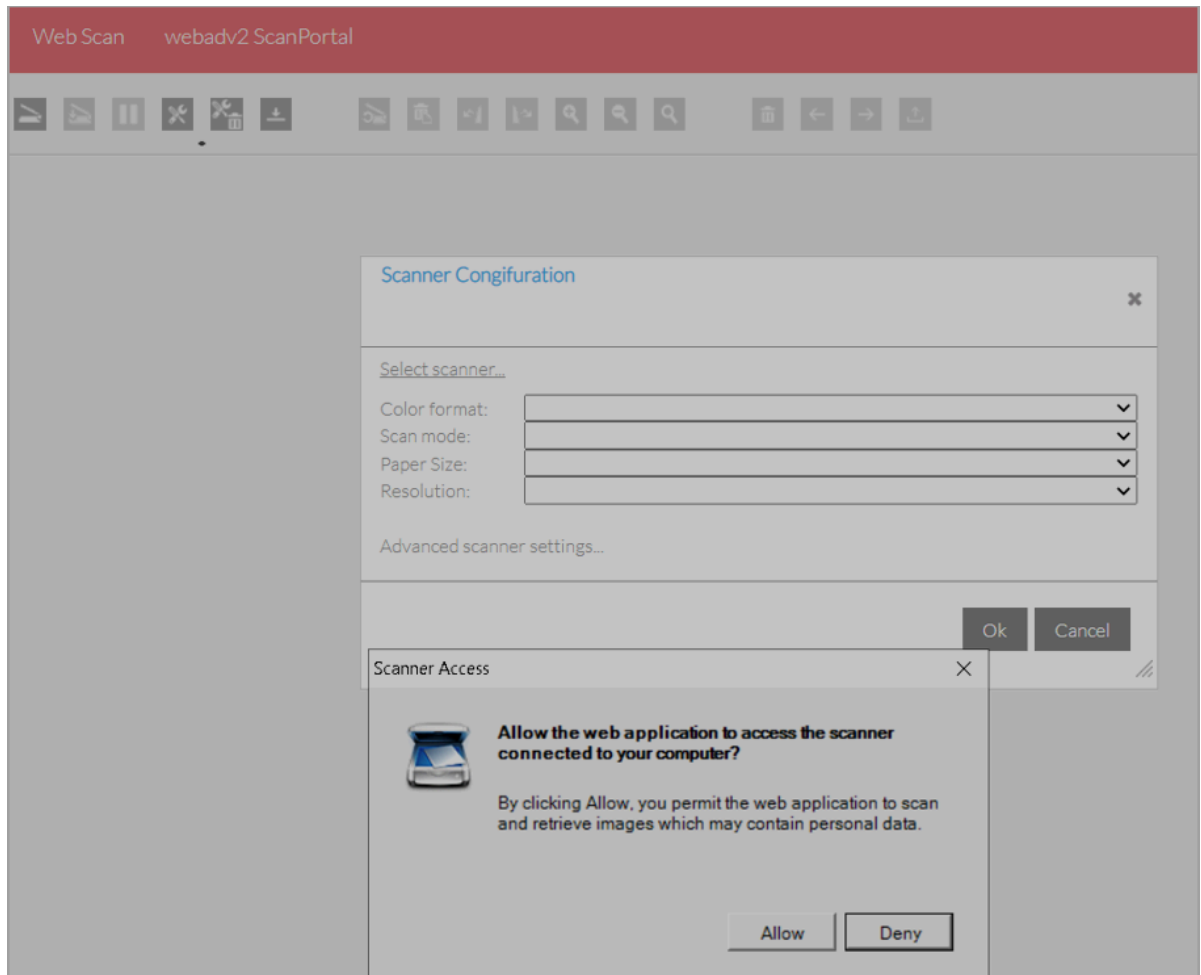 Web Scan webadv2 ScanPortal
Scanner Congifuration
Select scanner...
Color format:
Scan mode:
Paper Size:
Resolution:
Advanced scanner settings...
Ok Cancel
Scanner Access
Allow the web application to access the scanner
connected to your computer?
By clicking Allow, you permit the web application to scan
and retrieve images which may contain personal data.
Allow Deny